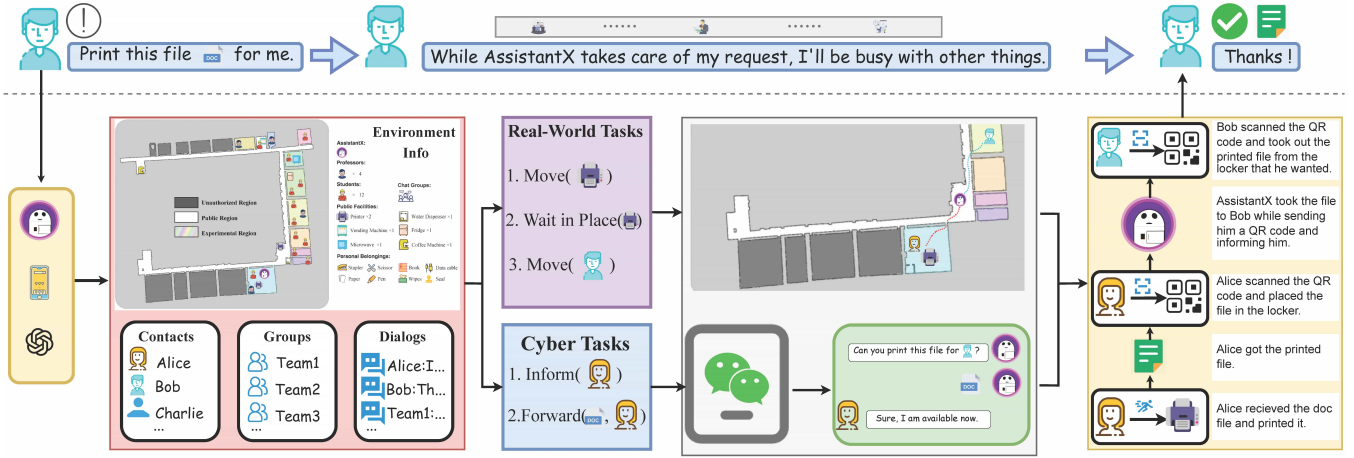 Print this file DOC for me.
While AssistantX takes care of my request, I'll be busy with other things.
Thanks !
Environment
Info
AssistantX:
Professors:
× 4
Students:
× 12
Chat Groups:
Public Facilities:
Printer ×2
Water Dispenser ×1
Vending Machine ×1
Fridge ×1
Microwave ×1
Coffee Machine ×1
Personal Belongings:
Stapler
Scissor
Book
Data cable
Paper
Pen
Wipes
Seal
Unauthorized Region
Public Region
Experimental Region
Contacts
Alice
Bob
Charlie
...
Groups
Team1
Team2
Team3
...
Dialogs
Alice:I...
Bob:Th...
Team1:...
...
Real-World Tasks
1. Move( )
2. Wait in Place( )
3. Move( )
Cyber Tasks
1. Inform( )
2.Forward(DOC, )
Can you print this file for ?
DOC
Sure, I am available now.
Bob scanned the QR
code and took out the
printed file from the
locker that he wanted.
AssistantX took the file
to Bob while sending
him a QR code and
informing him.
Alice scanned the QR
code and placed the
file in the locker.
Alice got the printed
file.
Alice recieved the doc
file and printed it.